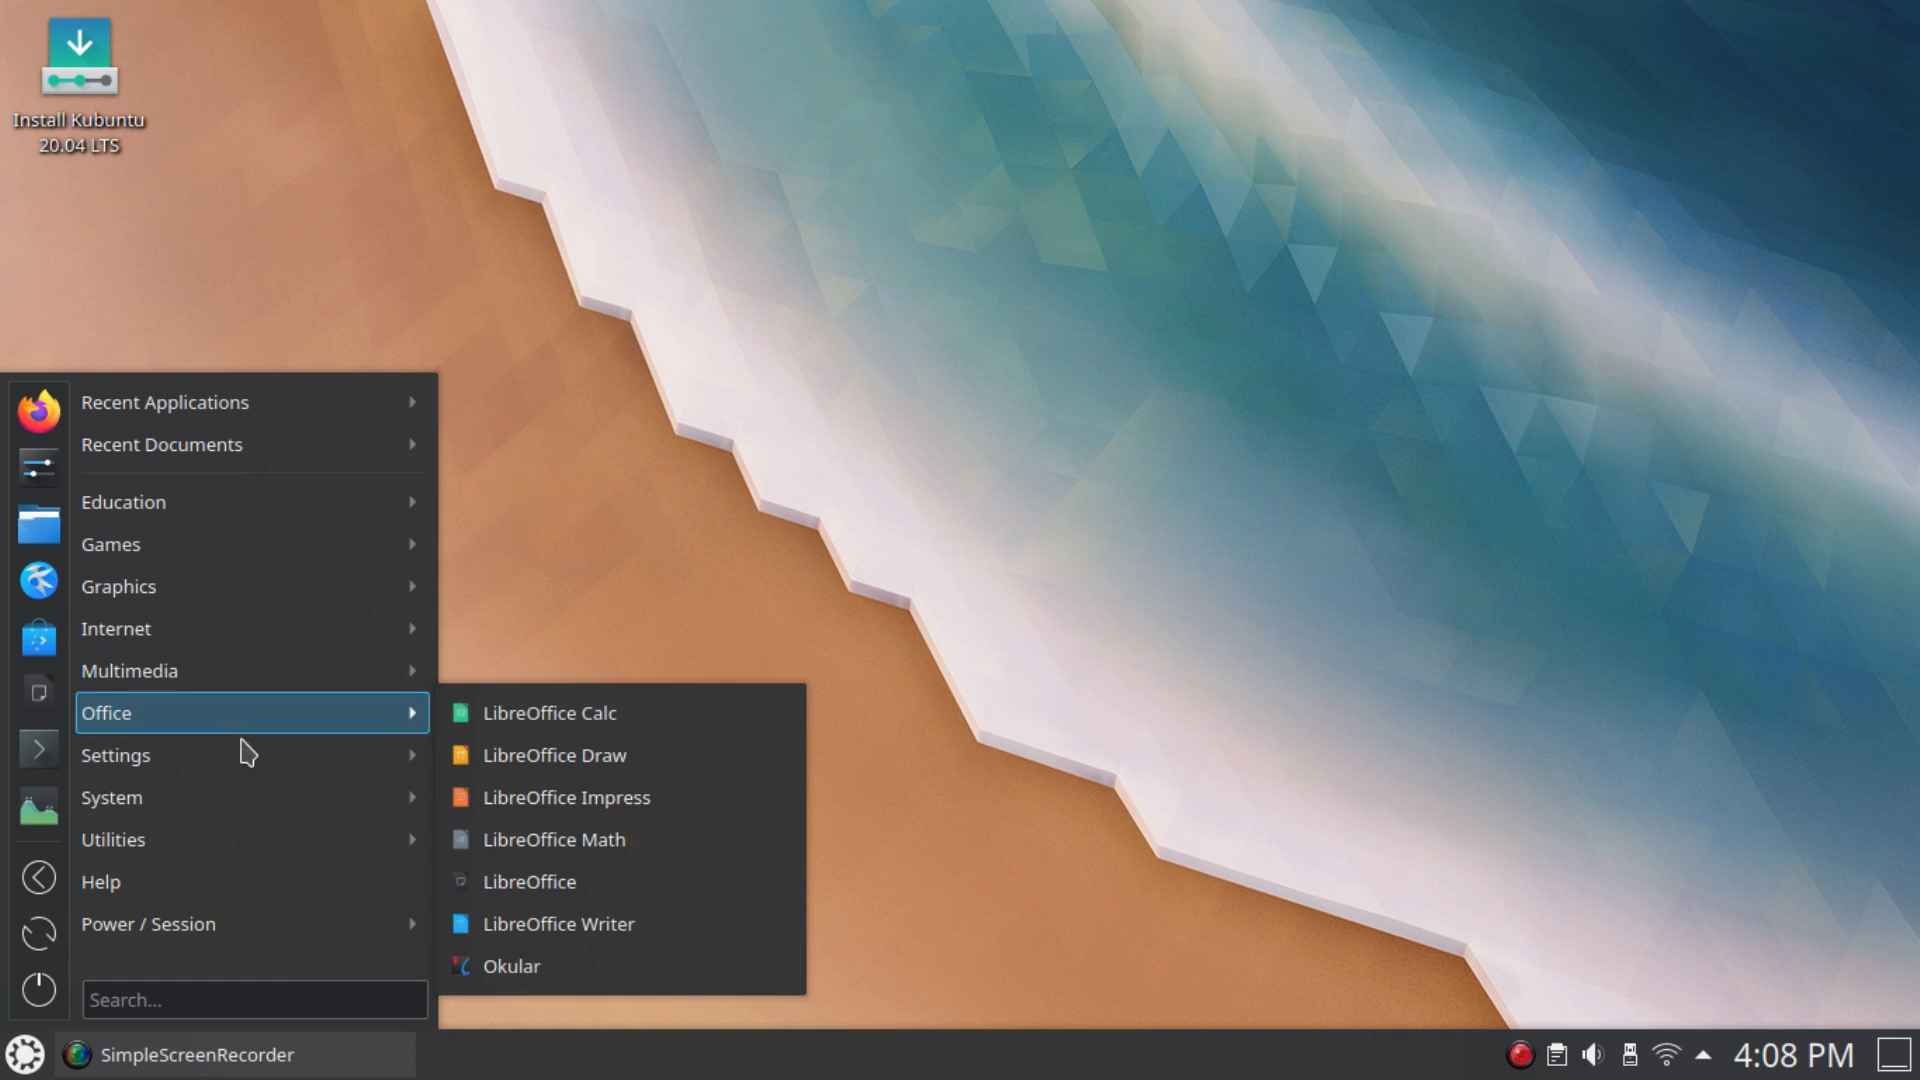 Install Kubuntu
20.04 LTS
Recent Applications
Recent Documents
Education
Games
Graphics
Internet
Multimedia
Office
Settings
System
Utilities
Help
Power / Session
Search...
LibreOffice Calc
LibreOffice Draw
LibreOffice Impress
LibreOffice Math
LibreOffice
LibreOffice Writer
Okular
SimpleScreenRecorder
4:08 PM